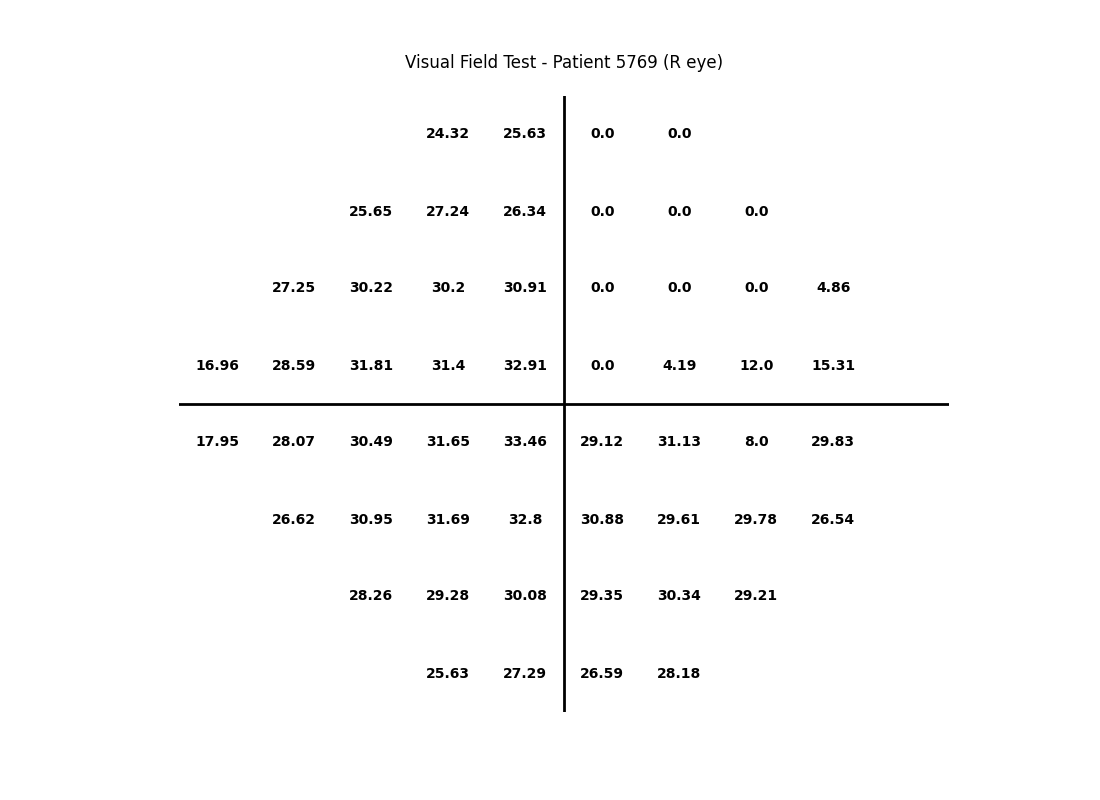 Visual Field Test - Patient 5769 (R eye)
24.32 25.63 0.0 0.0
25.65 27.24 26.34 0.0 0.0 0.0
27.25 30.22 30.2 30.91 0.0 0.0 0.0 4.86
16.96 28.59 31.81 31.4 32.91 0.0 4.19 12.0 15.31
17.95 28.07 30.49 31.65 33.46 29.12 31.13 8.0 29.83
26.62 30.95 31.69 32.8 30.88 29.61 29.78 26.54
28.26 29.28 30.08 29.35 30.34 29.21
25.63 27.29 26.59 28.18